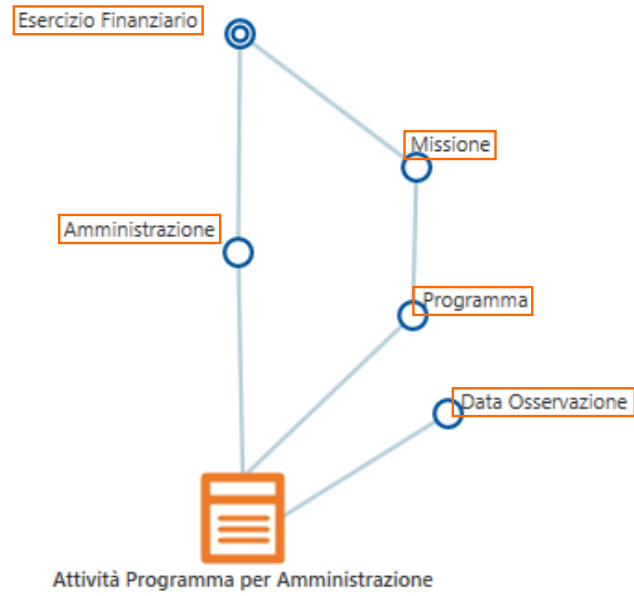 Esercizio Finanziario
Missione
Amministrazione
Programma
Data Osservazione
Attività Programma per Amministrazione